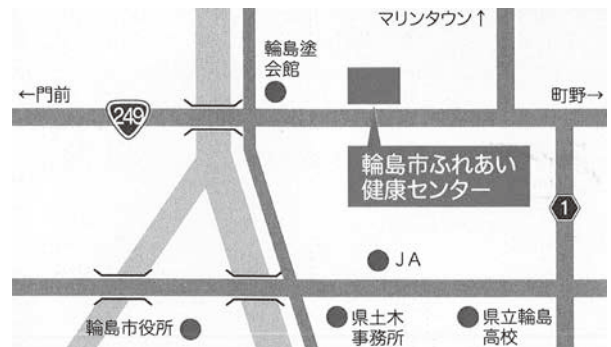 マリンタウン↑
輪島塗
会館
←門前
町野→
249
輪島市ふれあい
健康センター
1
JA
県土木
事務所
県立輪島
高校
輪島市役所